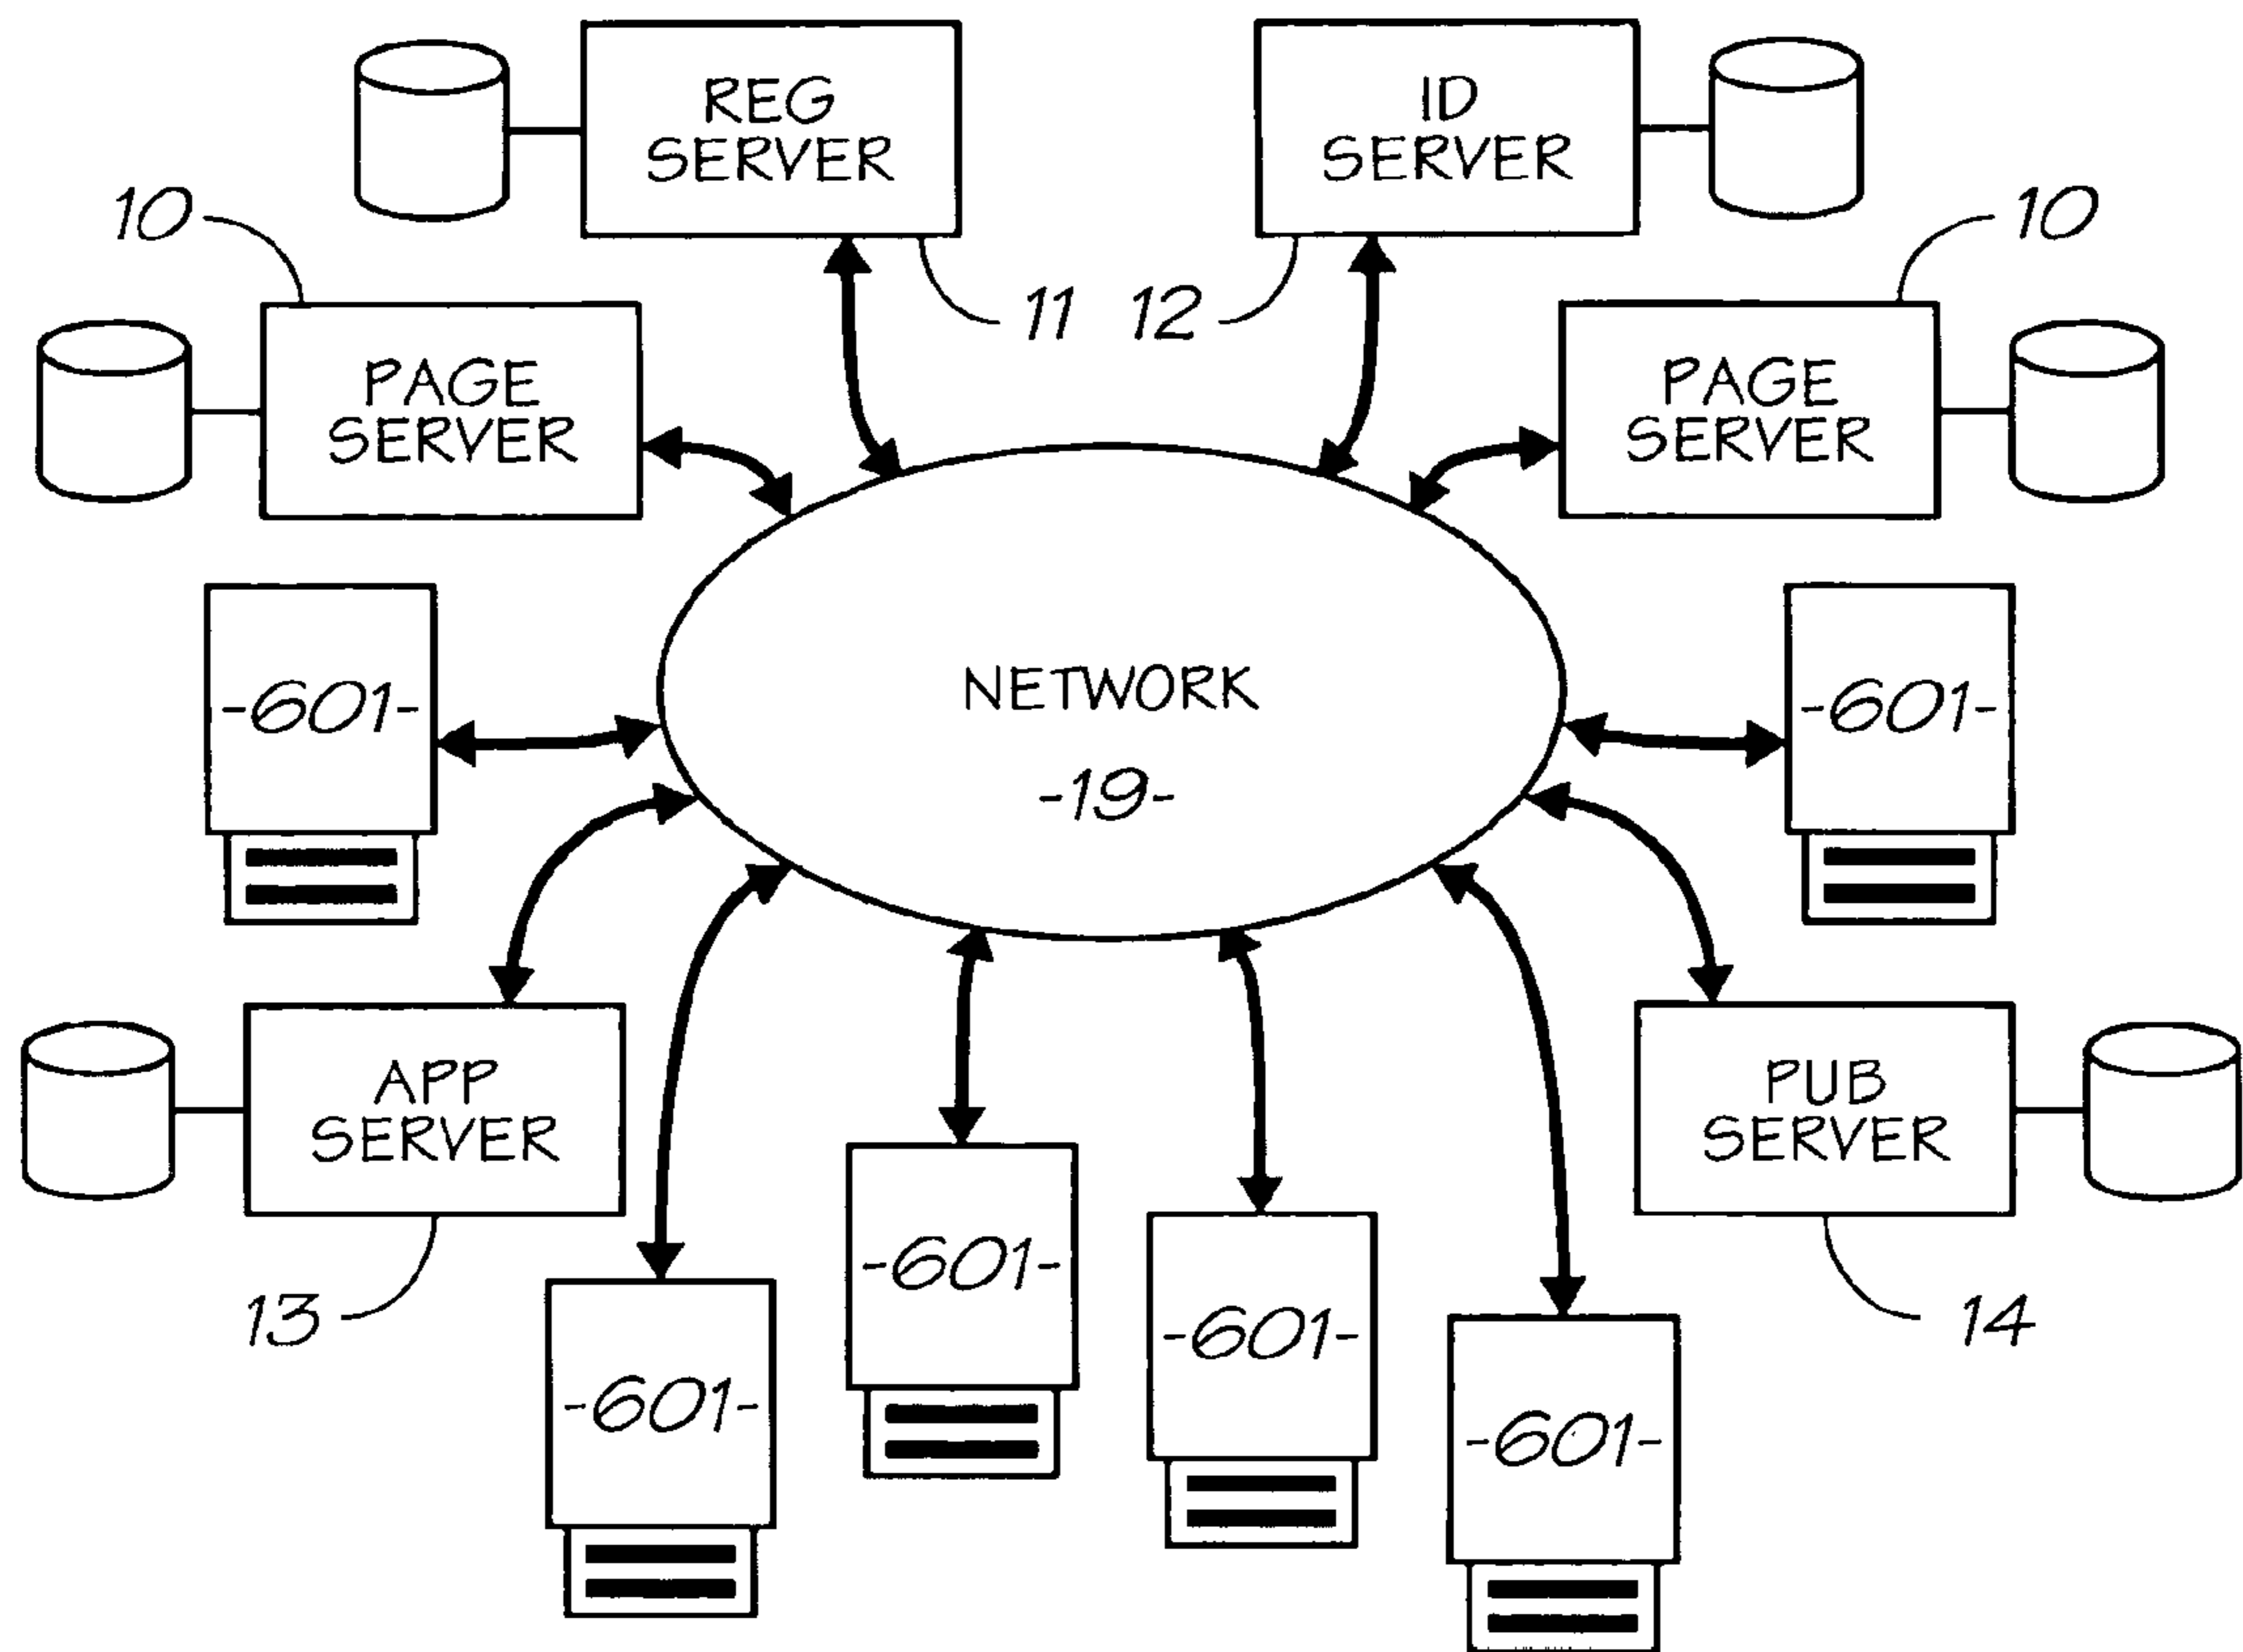 REG
SERVER
ID
SERVER
10
10
11
12
PAGE
SERVER
PAGE
SERVER
-601-
NETWORK
-19-
-601-
APP
SERVER
PUB
SERVER
13
14
-601-
-601-
-601-
-601-